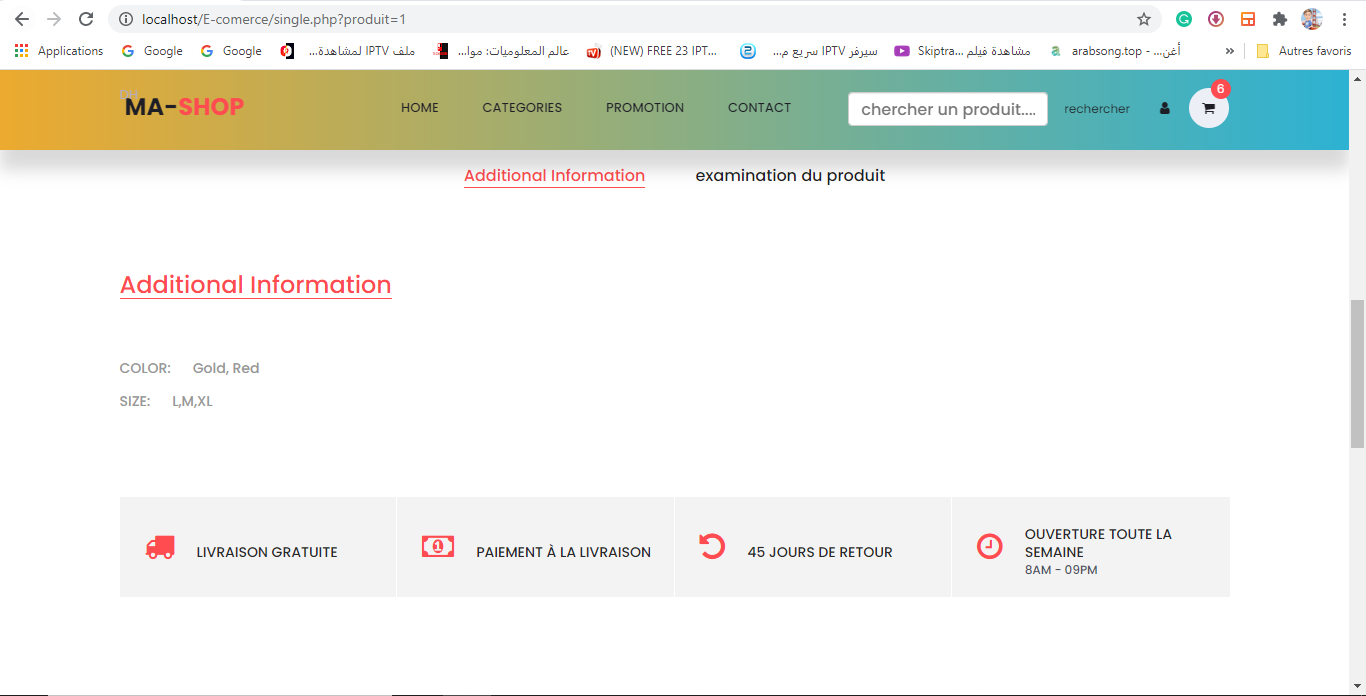 localhost/E-comerce/single.php?produit=1
Applications Google Google ملف IPTV لمشاهدة... عالم المعلوميات: موا... (NEW) FREE 23 IPT... سيرفر IPTV سريع م... مشاهدة فيلم ...Skiptra arabsong.top - ...أغن » Autres favoris
DH
MA-SHOP HOME CATEGORIES PROMOTION CONTACT chercher un produit.... rechercher 6
Additional Information examination du produit
Additional Information
COLOR: Gold, Red
SIZE: L,M,XL
LIVRAISON GRATUITE PAIEMENT À LA LIVRAISON 45 JOURS DE RETOUR OUVERTURE TOUTE LA
SEMAINE
8AM - 09PM